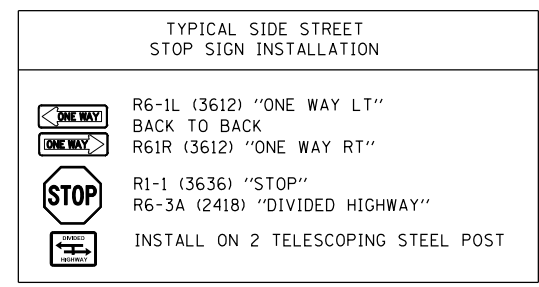 TYPICAL SIDE STREET
STOP SIGN INSTALLATION
ONE WAY
R6-1L (3612) "ONE WAY LT"
BACK TO BACK
ONE WAY
R61R (3612) "ONE WAY RT"
STOP
R1-1 (3636) "STOP"
R6-3A (2418) "DIVIDED HIGHWAY"
DIVIDED
HIGHWAY
INSTALL ON 2 TELESCOPING STEEL POST